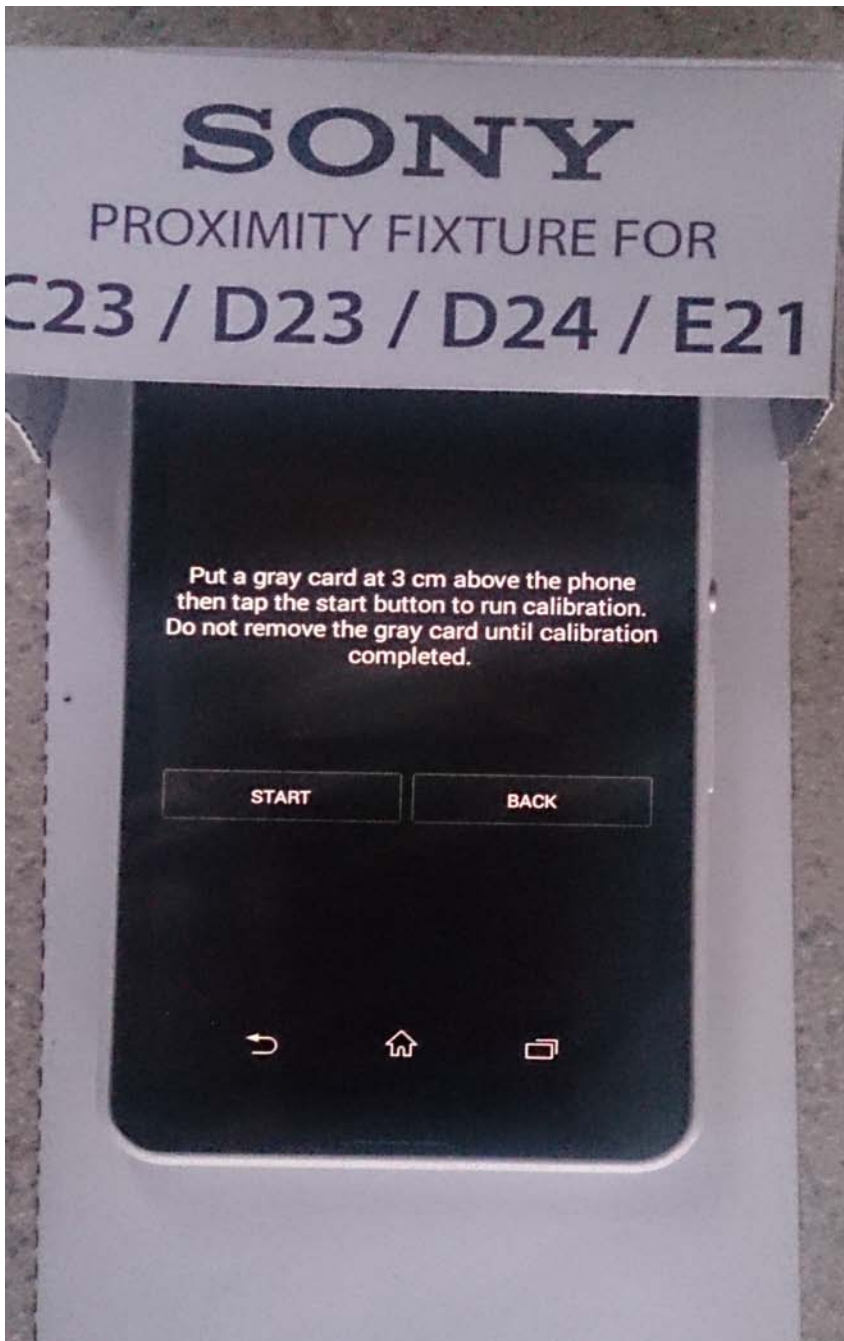 SONY
PROXIMITY FIXTURE FOR
C23 / D23 / D24 / E21
Put a gray card at 3 cm above the phone
then tap the start button to run calibration.
Do not remove the gray card until calibration
completed.
START
BACK